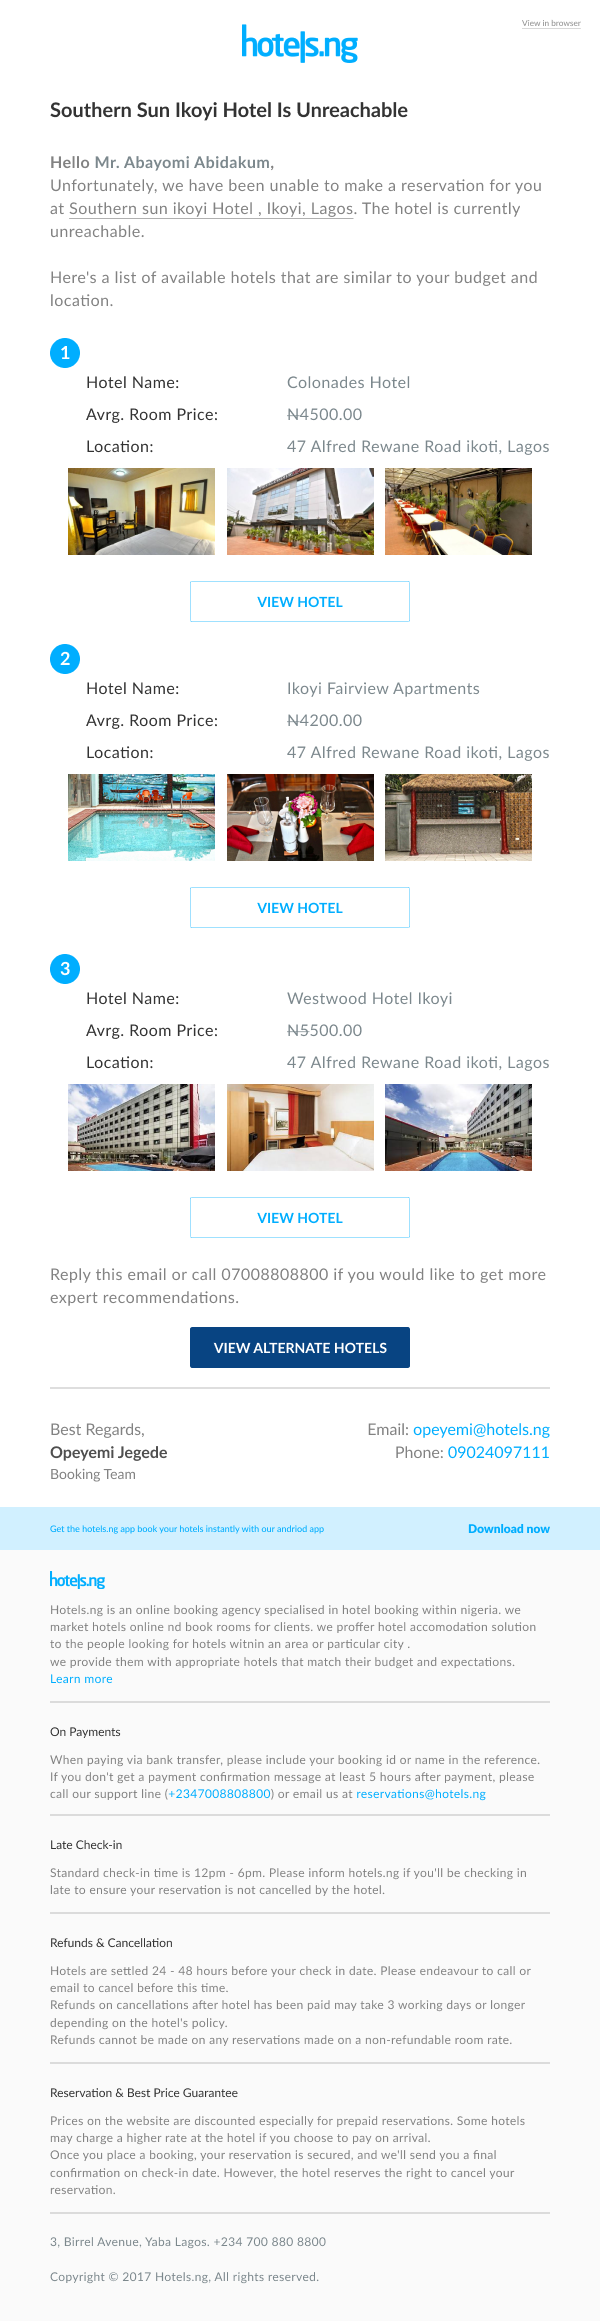 View in browser
hotels.ng
Southern Sun Ikoyi Hotel Is Unreachable
Hello Mr. Abayomi Abidakum,
Unfortunately, we have been unable to make a reservation for you
at Southern sun ikoyi Hotel , Ikoyi, Lagos. The hotel is currently
unreachable.
Here's a list of available hotels that are similar to your budget and
location.
1
Hotel Name: Colonades Hotel
Avrg. Room Price: N4500.00
Location: 47 Alfred Rewane Road ikoti, Lagos
VIEW HOTEL
2
Hotel Name: Ikoyi Fairview Apartments
Avrg. Room Price: N4200.00
Location: 47 Alfred Rewane Road ikoti, Lagos
VIEW HOTEL
3
Hotel Name: Westwood Hotel Ikoyi
Avrg. Room Price: N5500.00
Location: 47 Alfred Rewane Road ikoti, Lagos
VIEW HOTEL
Reply this email or call 07008808800 if you would like to get more
expert recommendations.
VIEW ALTERNATE HOTELS
Best Regards,
Opeyemi Jegede
Booking Team
Email: opeyemi@hotels.ng
Phone: 09024097111
Get the hotels.ng app book your hotels instantly with our andriod app
Download now
hotels.ng
Hotels.ng is an online booking agency specialised in hotel booking within nigeria. we
market hotels online nd book rooms for clients. we proffer hotel accomodation solution
to the people looking for hotels witnin an area or particular city .
we provide them with appropriate hotels that match their budget and expectations.
Learn more
On Payments
When paying via bank transfer, please include your booking id or name in the reference.
If you don't get a payment confirmation message at least 5 hours after payment, please
call our support line (+2347008808800) or email us at reservations@hotels.ng
Late Check-in
Standard check-in time is 12pm - 6pm. Please inform hotels.ng if you'll be checking in
late to ensure your reservation is not cancelled by the hotel.
Refunds & Cancellation
Hotels are settled 24 - 48 hours before your check in date. Please endeavour to call or
email to cancel before this time.
Refunds on cancellations after hotel has been paid may take 3 working days or longer
depending on the hotel's policy.
Refunds cannot be made on any reservations made on a non-refundable room rate.
Reservation & Best Price Guarantee
Prices on the website are discounted especially for prepaid reservations. Some hotels
may charge a higher rate at the hotel if you choose to pay on arrival.
Once you place a booking, your reservation is secured, and we'll send you a final
confirmation on check-in date. However, the hotel reserves the right to cancel your
reservation.
3, Birrel Avenue, Yaba Lagos. +234 700 880 8800
Copyright © 2017 Hotels.ng, All rights reserved.